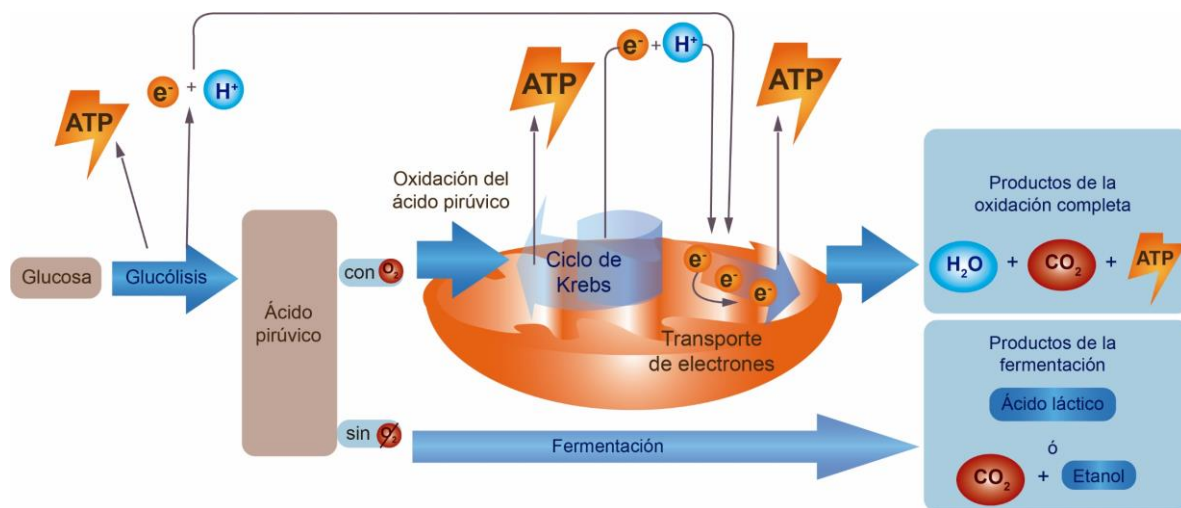 ATP
e- + H+
ATP
e- + H+
ATP
Oxidación del
ácido pirúvico
Glucosa
Glucólisis
Ácido
pirúvico
con O2
sin O2
Ciclo de
Krebs
e-
e-
e-
Transporte
de electrones
Fermentación
Productos de la
oxidación completa
H2O + CO2 + ATP
Productos de la
fermentación
Ácido láctico
ó
CO2 + Etanol